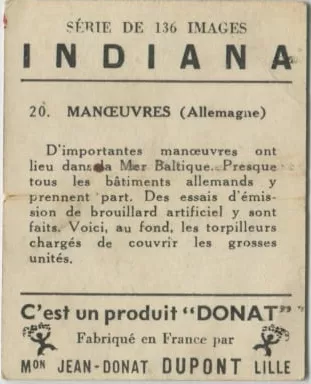 SÉRIE DE 136 IMAGES
INDIANA
20. MANŒUVRES (Allemagne)
D'importantes manœuvres ont
lieu dans la Mer Baltique. Presque
tous les bâtiments allemands y
prennent part. Des essais d'émis-
sion de brouillard artificiel y sont
faits. Voici, au fond, les torpilleurs
chargés de couvrir les grosses
unités.
C'est un produit "DONAT"
Fabriqué en France par
MON JEAN-DONAT DUPONT LILLE